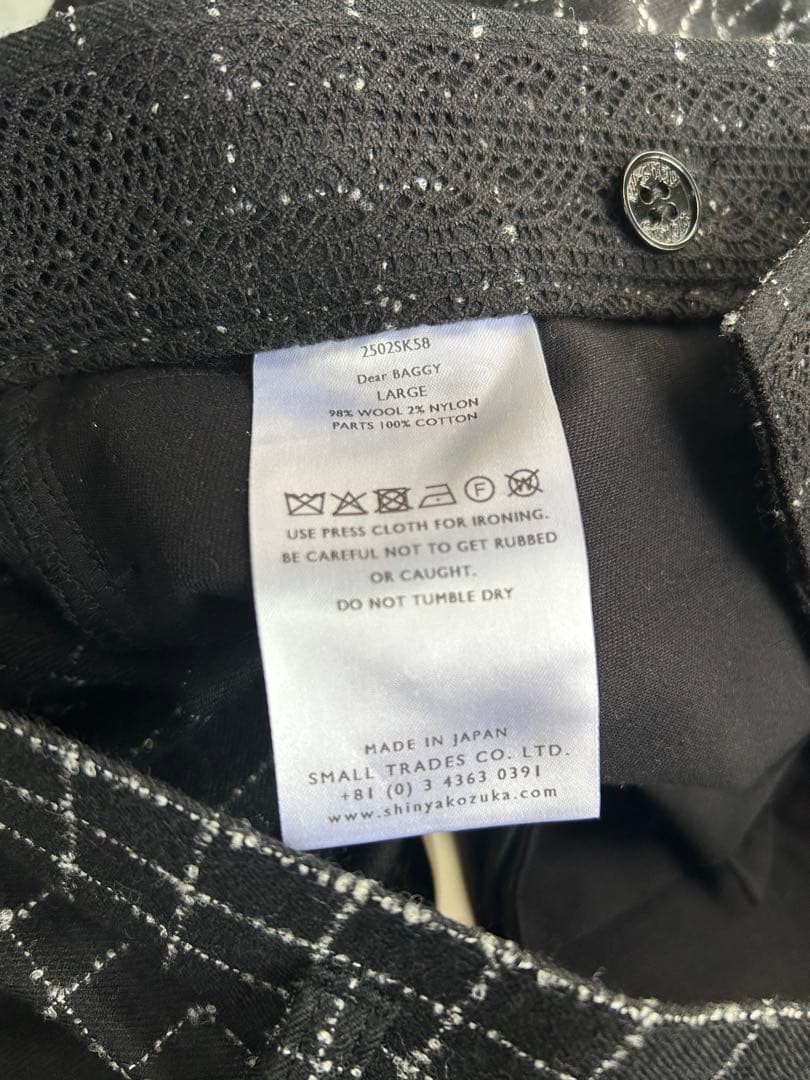 2502SK58
Dear BAGGY
LARGE
98% WOOL 2% NYLON
PARTS 100% COTTON
F
W
USE PRESS CLOTH FOR IRONING.
BE CAREFUL NOT TO GET RUBBED
OR CAUGHT.
DO NOT TUMBLE DRY
MADE IN JAPAN
SMALL TRADES CO. LTD.
+81 (0) 3 4363 0391
www.shinyakozuka.com